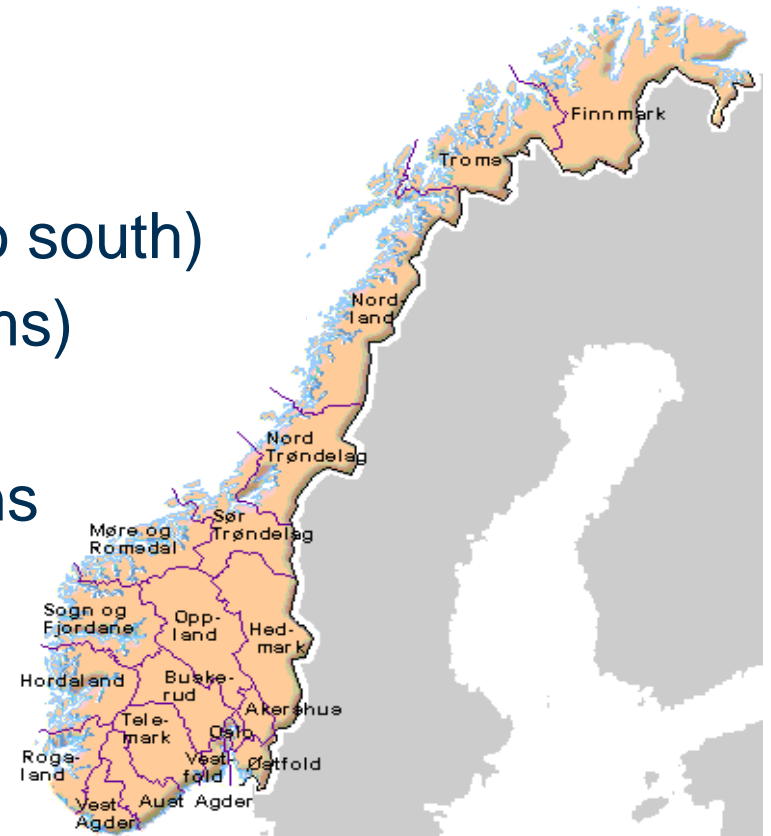 o south)
ns)
ns
Finnmark
Troms
Nord-
land
Nord
Trøndelag
Sør
Trøndelag
Møre og
Romsdal
Sogn og
Fjordane
Opp-
land
Hed-
mark
Hordaland
Buske-
rud
Akershus
Tele-
mark
Oslo
Roga-
land
Vest-
fold
Østfold
Vest
Agder
Aust Agder